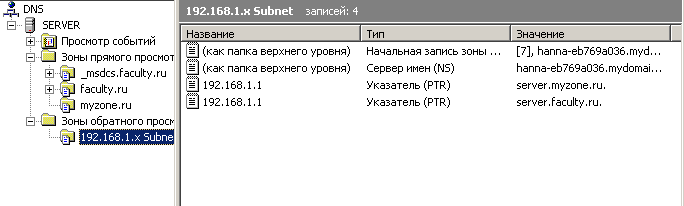 DNS
SERVER
Просмотр событий
Зоны прямого просмот
_msdcs.faculty.ru
faculty.ru
myzone.ru
Зоны обратного просм
192.168.1.x Subne
192.168.1.x Subnet записей: 4
Название Тип Значение
(как папка верхнего уровня) Начальная запись зоны ... [7], hanna-eb769a036.myd...
(как папка верхнего уровня) Сервер имен (NS) hanna-eb769a036.mydomai...
192.168.1.1 Указатель (PTR) server.myzone.ru.
192.168.1.1 Указатель (PTR) server.faculty.ru.